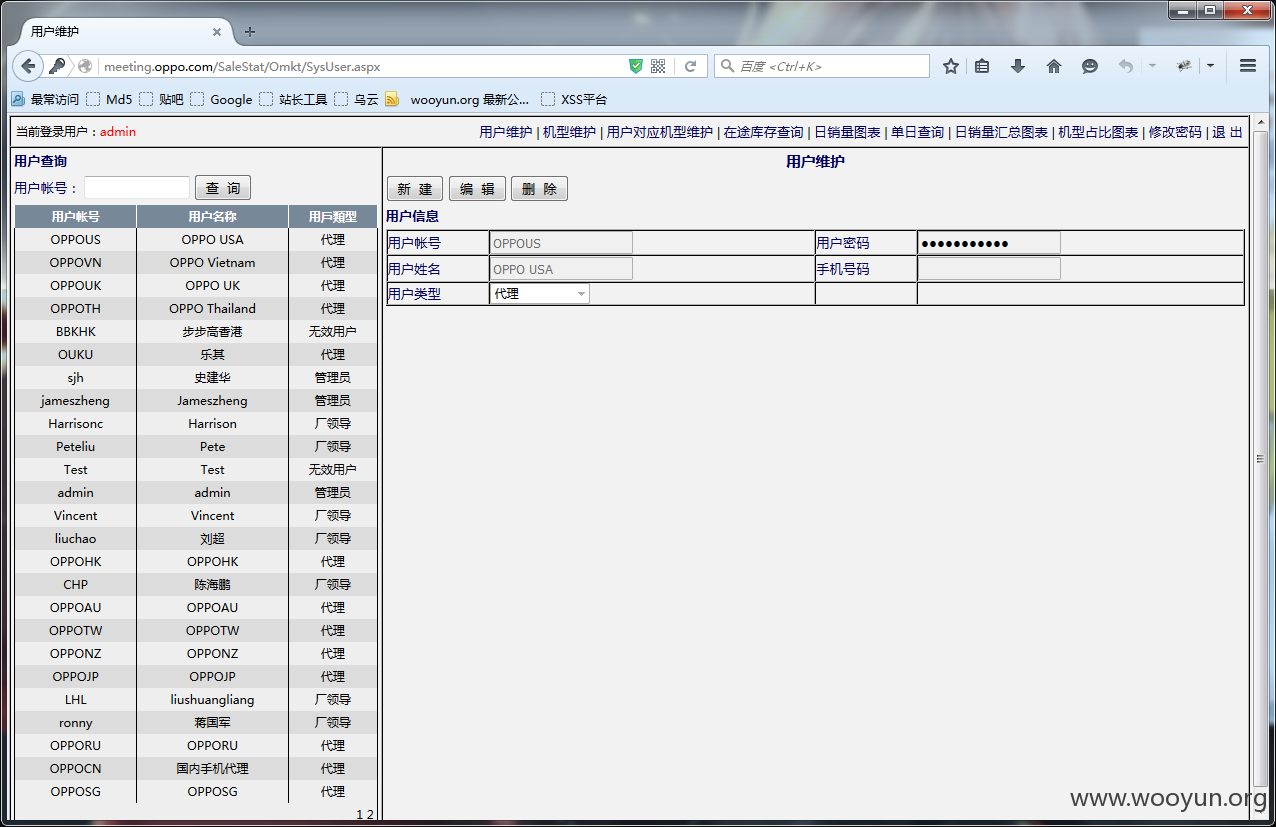 用户维护
meeting.oppo.com/SaleStat/Omkt/SysUser.aspx
百度 <Ctrl+K>
最常访问 Md5 贴吧 Google 站长工具 乌云 wooyun.org 最新公... XSS平台
当前登录用户：admin
用户维护 | 机型维护 | 用户对应机型维护 | 在途库存查询 | 日销量图表 | 单日查询 | 日销量汇总图表 | 机型占比图表 | 修改密码 | 退 出
用户查询
用户帐号： 查 询
用户帐号 用户名称 用戶類型
OPPOUS OPPO USA 代理
OPPOVN OPPO Vietnam 代理
OPPOUK OPPO UK 代理
OPPOTH OPPO Thailand 代理
BBKHK 步步高香港 无效用户
OUKU 乐其 代理
sjh 史建华 管理员
jameszheng Jameszheng 管理员
Harrisonc Harrison 厂领导
Peteliu Pete 厂领导
Test Test 无效用户
admin admin 管理员
Vincent Vincent 厂领导
liuchao 刘超 厂领导
OPPOHK OPPOHK 代理
CHP 陈海鹏 厂领导
OPPOAU OPPOAU 代理
OPPOTW OPPOTW 代理
OPPONZ OPPONZ 代理
OPPOJP OPPOJP 代理
LHL liushuangliang 厂领导
ronny 蒋国军 厂领导
OPPORU OPPORU 代理
OPPOCN 国内手机代理 代理
OPPOSG OPPOSG 代理
1 2
用户维护
新 建 编 辑 删 除
用户信息
用户帐号 OPPOUS 用户密码 ●●●●●●●●●●●
用户姓名 OPPO USA 手机号码
用户类型 代理
www.wooyun.org